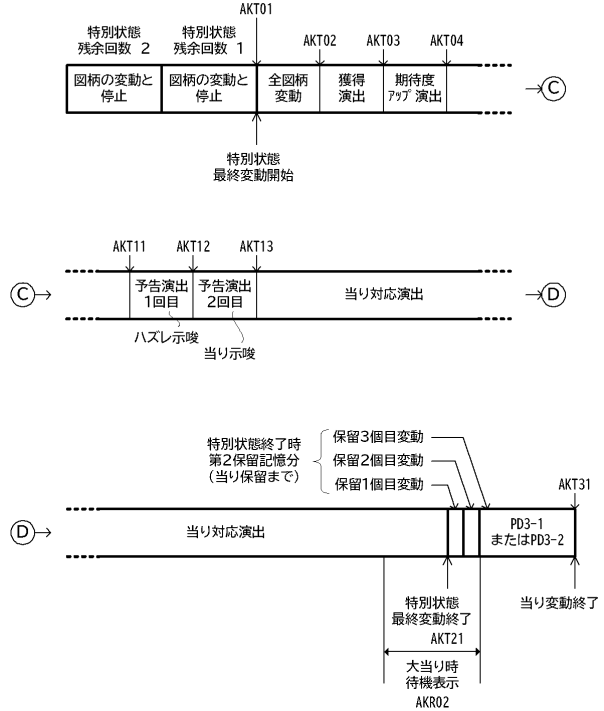 AKT01
特別状態
残余回数 2
特別状態
残余回数 1
AKT02
AKT03
AKT04
図柄の変動と
停止
図柄の変動と
停止
全図柄
変動
獲得
演出
期待度
ｱｯﾌﾟ演出
C
特別状態
最終変動開始
AKT11
AKT12
AKT13
C
予告演出
1回目
予告演出
2回目
当り対応演出
D
ハズレ示唆
当り示唆
特別状態終了時
第2保留記憶分
(当り保留まで)
保留3個目変動
保留2個目変動
保留1個目変動
AKT31
D
当り対応演出
PD3-1
またはPD3-2
特別状態
最終変動終了
当り変動終了
AKT21
大当り時
待機表示
AKR02